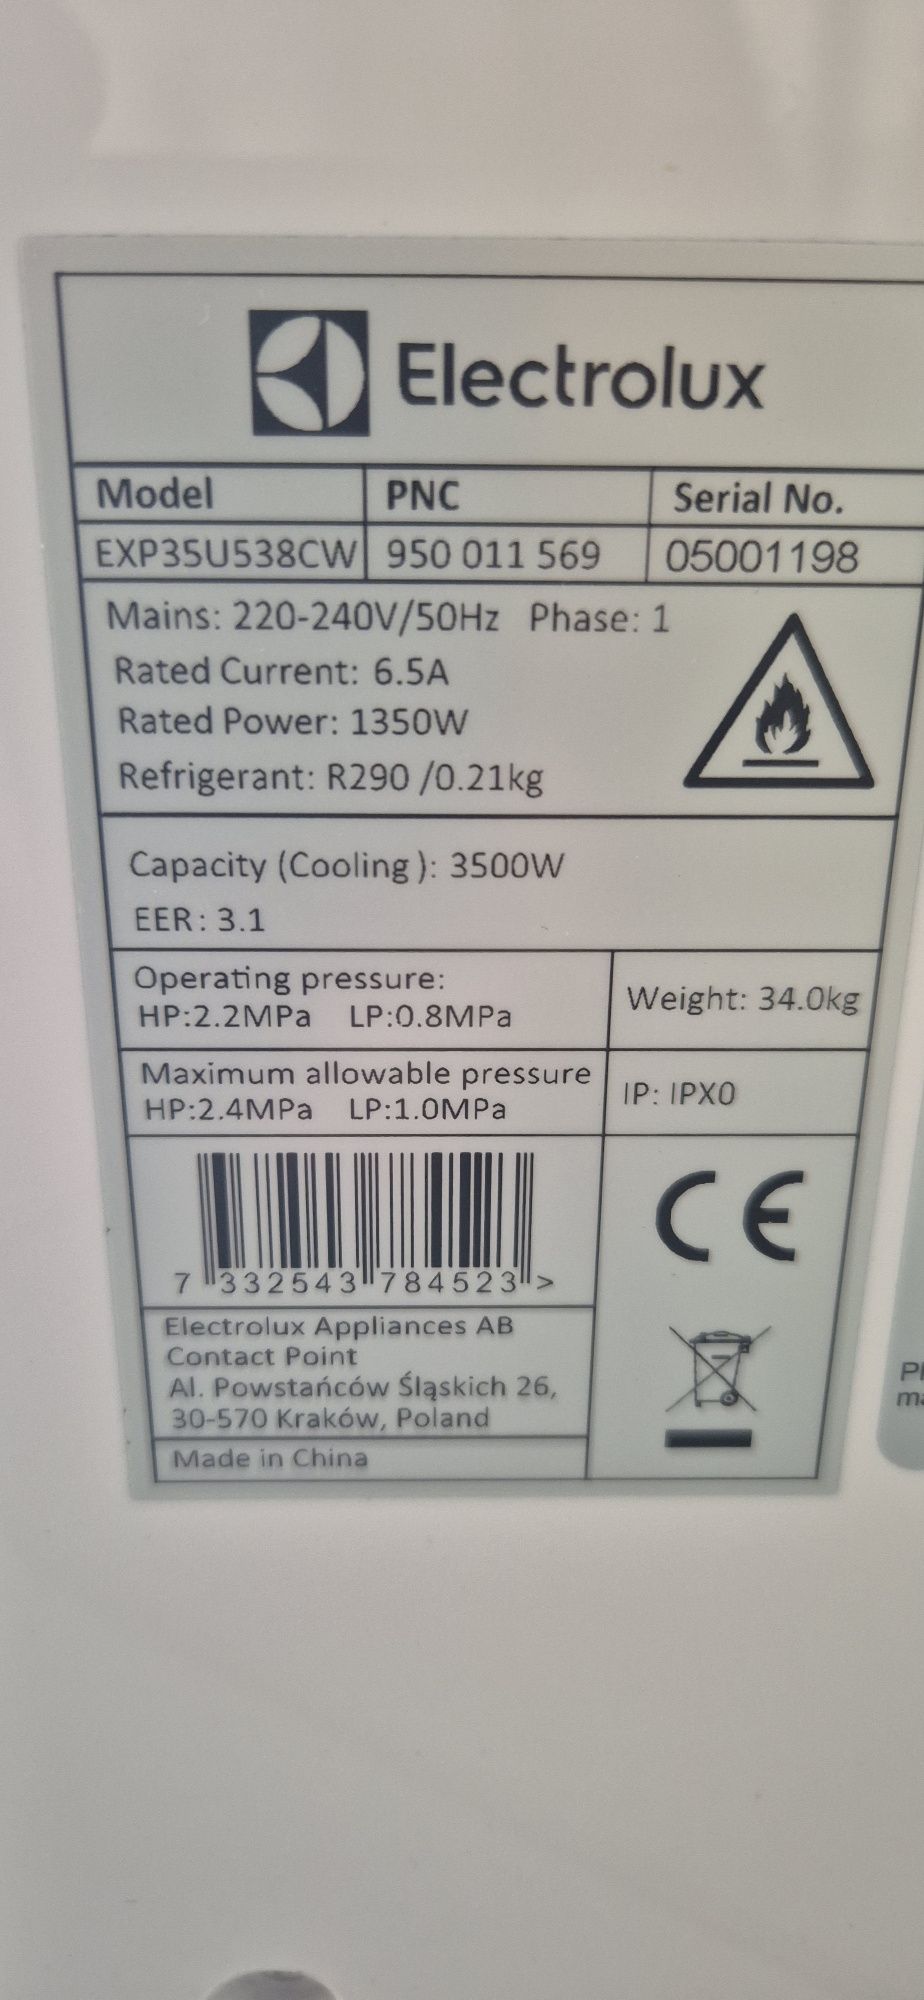 Electrolux
Model PNC Serial No.
EXP35U538CW 950 011 569 05001198
Mains: 220-240V/50Hz Phase: 1
Rated Current: 6.5A
Rated Power: 1350W
Refrigerant: R290 /0.21kg
Capacity (Cooling): 3500W
EER: 3.1
Operating pressure:
HP:2.2MPa LP:0.8MPa
Weight: 34.0kg
Maximum allowable pressure
HP:2.4MPa LP:1.0MPa
IP: IPX0
CE
7 332543 784523 >
Electrolux Appliances AB
Contact Point
Al. Powstańców Śląskich 26,
30-570 Kraków, Poland
Made in China